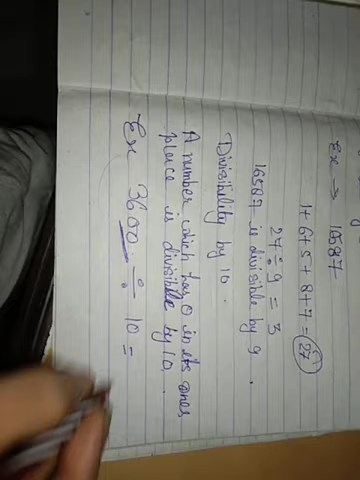 Ex → 16587
1+6+5+8+7=27
27÷9 = 3
16587 is divisible by 9.
Divisibility by 10.
A number which has 0 in its ones
place is divisible by 10.
Ex 3600 ÷ 10 =